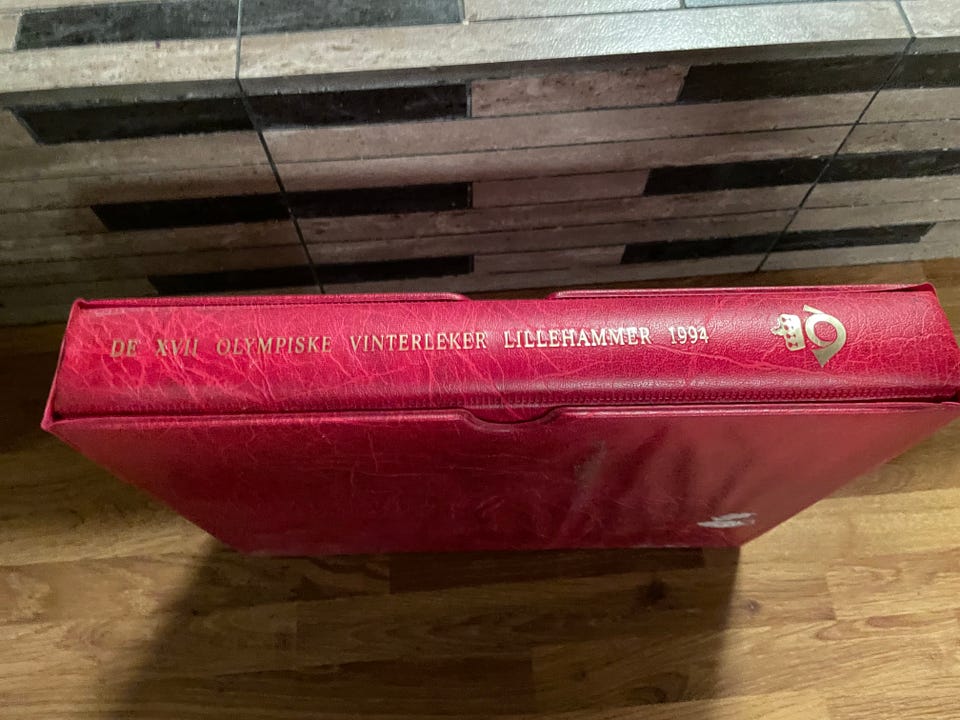 DE XVII OLYMPISKE VINTERLEKER LILLEHAMMER 1994